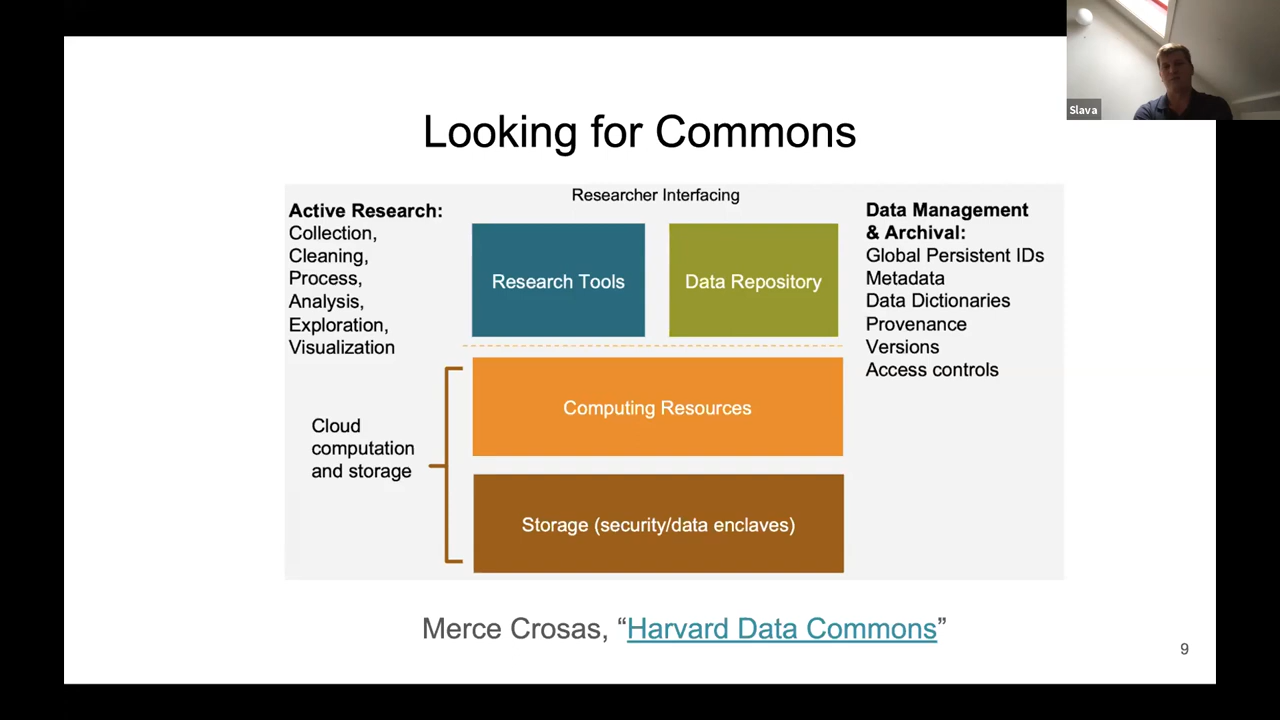 Slava
Looking for Commons
Researcher Interfacing
Active Research:
Collection,
Cleaning,
Process,
Analysis,
Exploration,
Visualization
Research Tools
Data Repository
Data Management
& Archival:
Global Persistent IDs
Metadata
Data Dictionaries
Provenance
Versions
Access controls
Cloud
computation
and storage
Computing Resources
Storage (security/data enclaves)
Merce Crosas, “Harvard Data Commons”
9